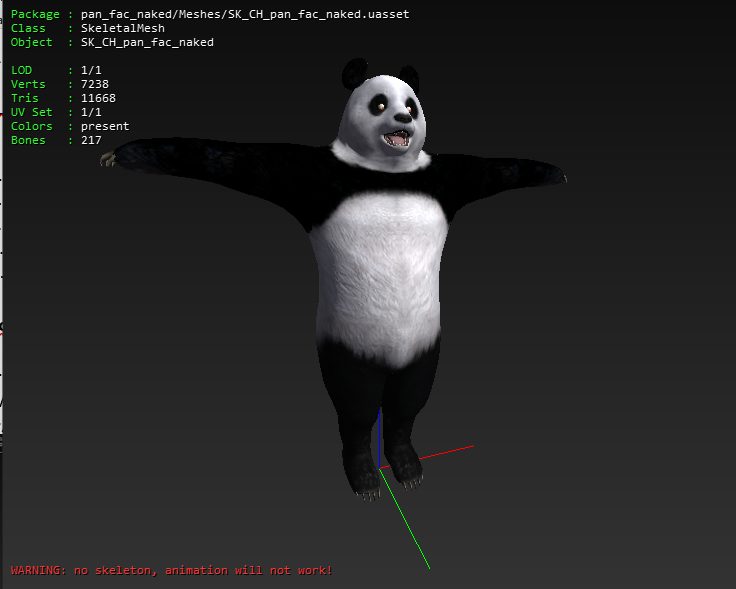 Package : pan_fac_naked/Meshes/SK_CH_pan_fac_naked.uasset
Class : SkeletalMesh
Object : SK_CH_pan_fac_naked
LOD : 1/1
Verts : 7238
Tris : 11668
UV Set : 1/1
Colors : present
Bones : 217
WARNING: no skeleton, animation will not work!